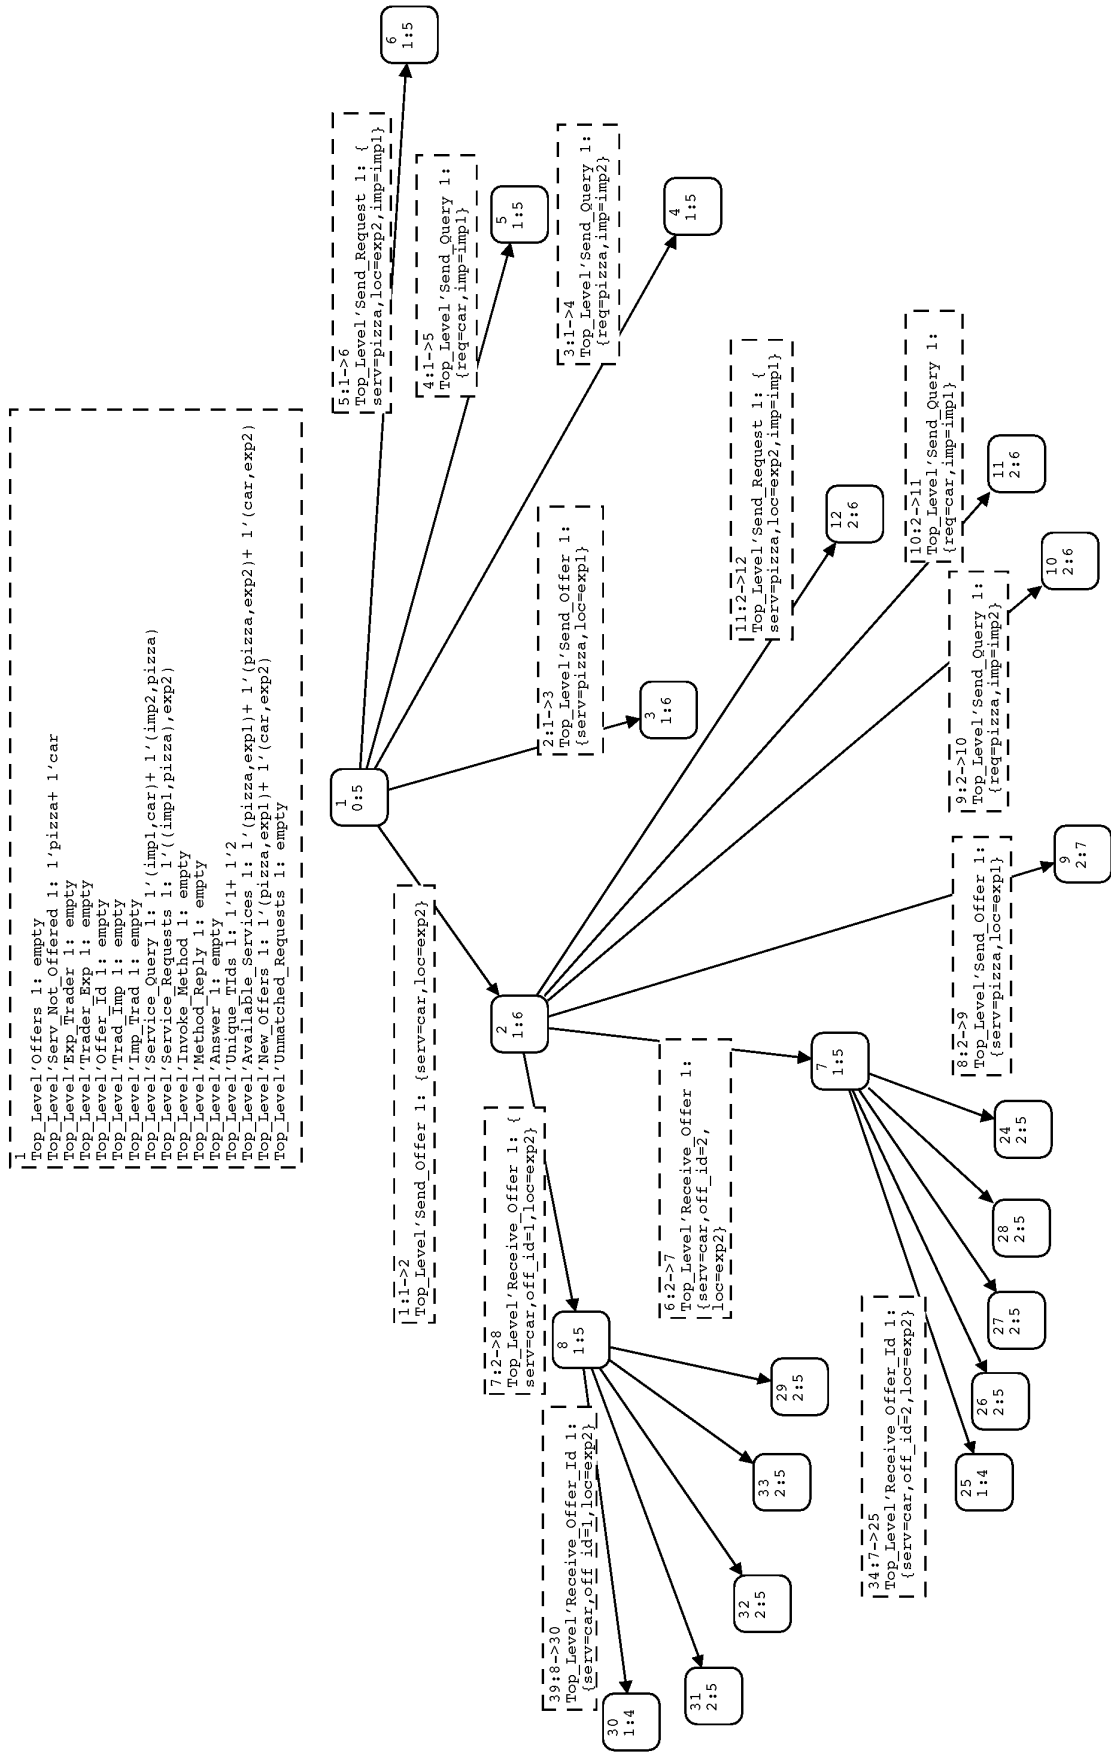 1
Top_Level'Offers 1: empty
Top_Level'Serv_Not_Offered 1: 1'pizza+ 1'car
Top_Level'Exp_Trader 1: empty
Top_Level'Trader_Exp 1: empty
Top_Level'Offer_Id 1: empty
Top_Level'Trad_Imp 1: empty
Top_Level'Imp_Trad 1: empty
Top_Level'Service_Query 1: 1'(imp1,car)+ 1'(imp2,pizza)
Top_Level'Service_Requests 1: 1'((imp1,pizza),exp2)
Top_Level'Invoke_Method 1: empty
Top_Level'Method_Reply 1: empty
Top_Level'Answer 1: empty
Top_Level'Unique_TIds 1: 1'1+ 1'2
Top_Level'Available_Services 1: 1'(pizza,exp1)+ 1'(pizza,exp2)+ 1'(car,exp2)
Top_Level'New_Offers 1: 1'(pizza,exp1)+ 1'(car,exp2)
Top_Level'Unmatched_Requests 1: empty
1
0:5
5:1->6
Top_Level'Send_Request 1: {
serv=pizza,loc=exp2,imp=imp1}
6
1:5
4:1->5
Top_Level'Send_Query 1:
{req=car,imp=imp1}
5
1:5
3:1->4
Top_Level'Send_Query 1:
{req=pizza,imp=imp2}
4
1:5
2:1->3
Top_Level'Send_Offer 1:
{serv=pizza,loc=exp1}
3
1:6
1:1->2
Top_Level'Send_Offer 1: {serv=car,loc=exp2}
2
1:6
7:2->8
Top_Level'Receive_Offer 1: {
serv=car,off_id=1,loc=exp2}
8
1:5
6:2->7
Top_Level'Receive_Offer 1:
{serv=car,off_id=2,
loc=exp2}
7
1:5
11:2->12
Top_Level'Send_Request 1: {
serv=pizza,loc=exp2,imp=imp1}
12
2:6
10:2->11
Top_Level'Send_Query 1:
{req=car,imp=imp1}
11
2:6
9:2->10
Top_Level'Send_Query 1:
{req=pizza,imp=imp2}
10
2:6
8:2->9
Top_Level'Send_Offer 1:
{serv=pizza,loc=exp1}
9
2:7
39:8->30
Top_Level'Receive_Offer_Id 1:
{serv=car,off_id=1,loc=exp2}
30
1:4
31
2:5
32
2:5
33
2:5
29
2:5
34:7->25
Top_Level'Receive_Offer_Id 1:
{serv=car,off_id=2,loc=exp2}
25
1:4
26
2:5
27
2:5
28
2:5
24
2:5